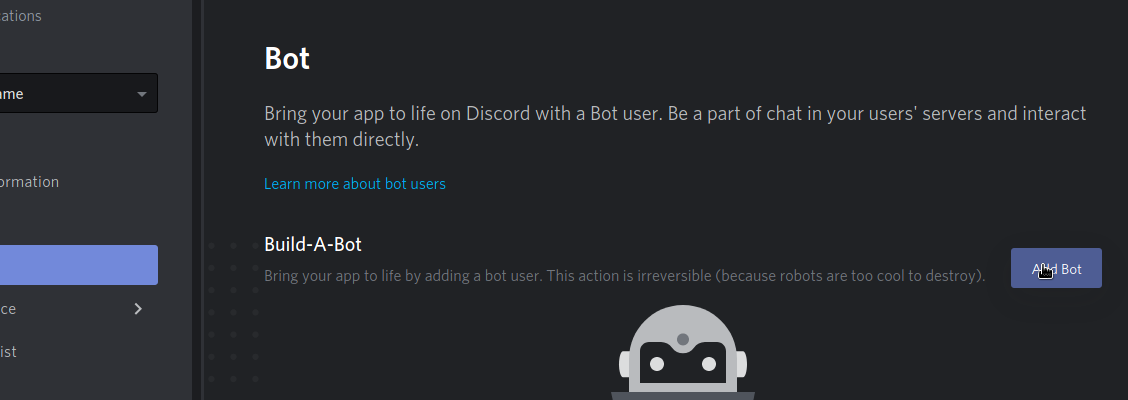 cations
ame
Bot
Bring your app to life on Discord with a Bot user. Be a part of chat in your users' servers and interact
with them directly.
ormation
Learn more about bot users
Build-A-Bot
Bring your app to life by adding a bot user. This action is irreversible (because robots are too cool to destroy).
Add Bot
ce
ist